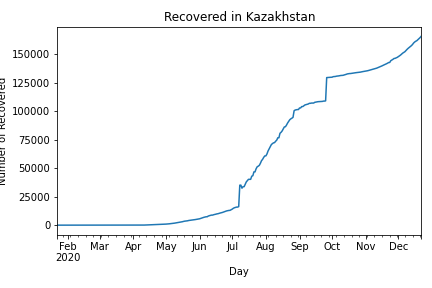 Recovered in Kazakhstan
150000
125000
100000
75000
50000
25000
0
Number of Recovered
Feb Mar Apr May Jun Jul Aug Sep Oct Nov Dec
2020
Day